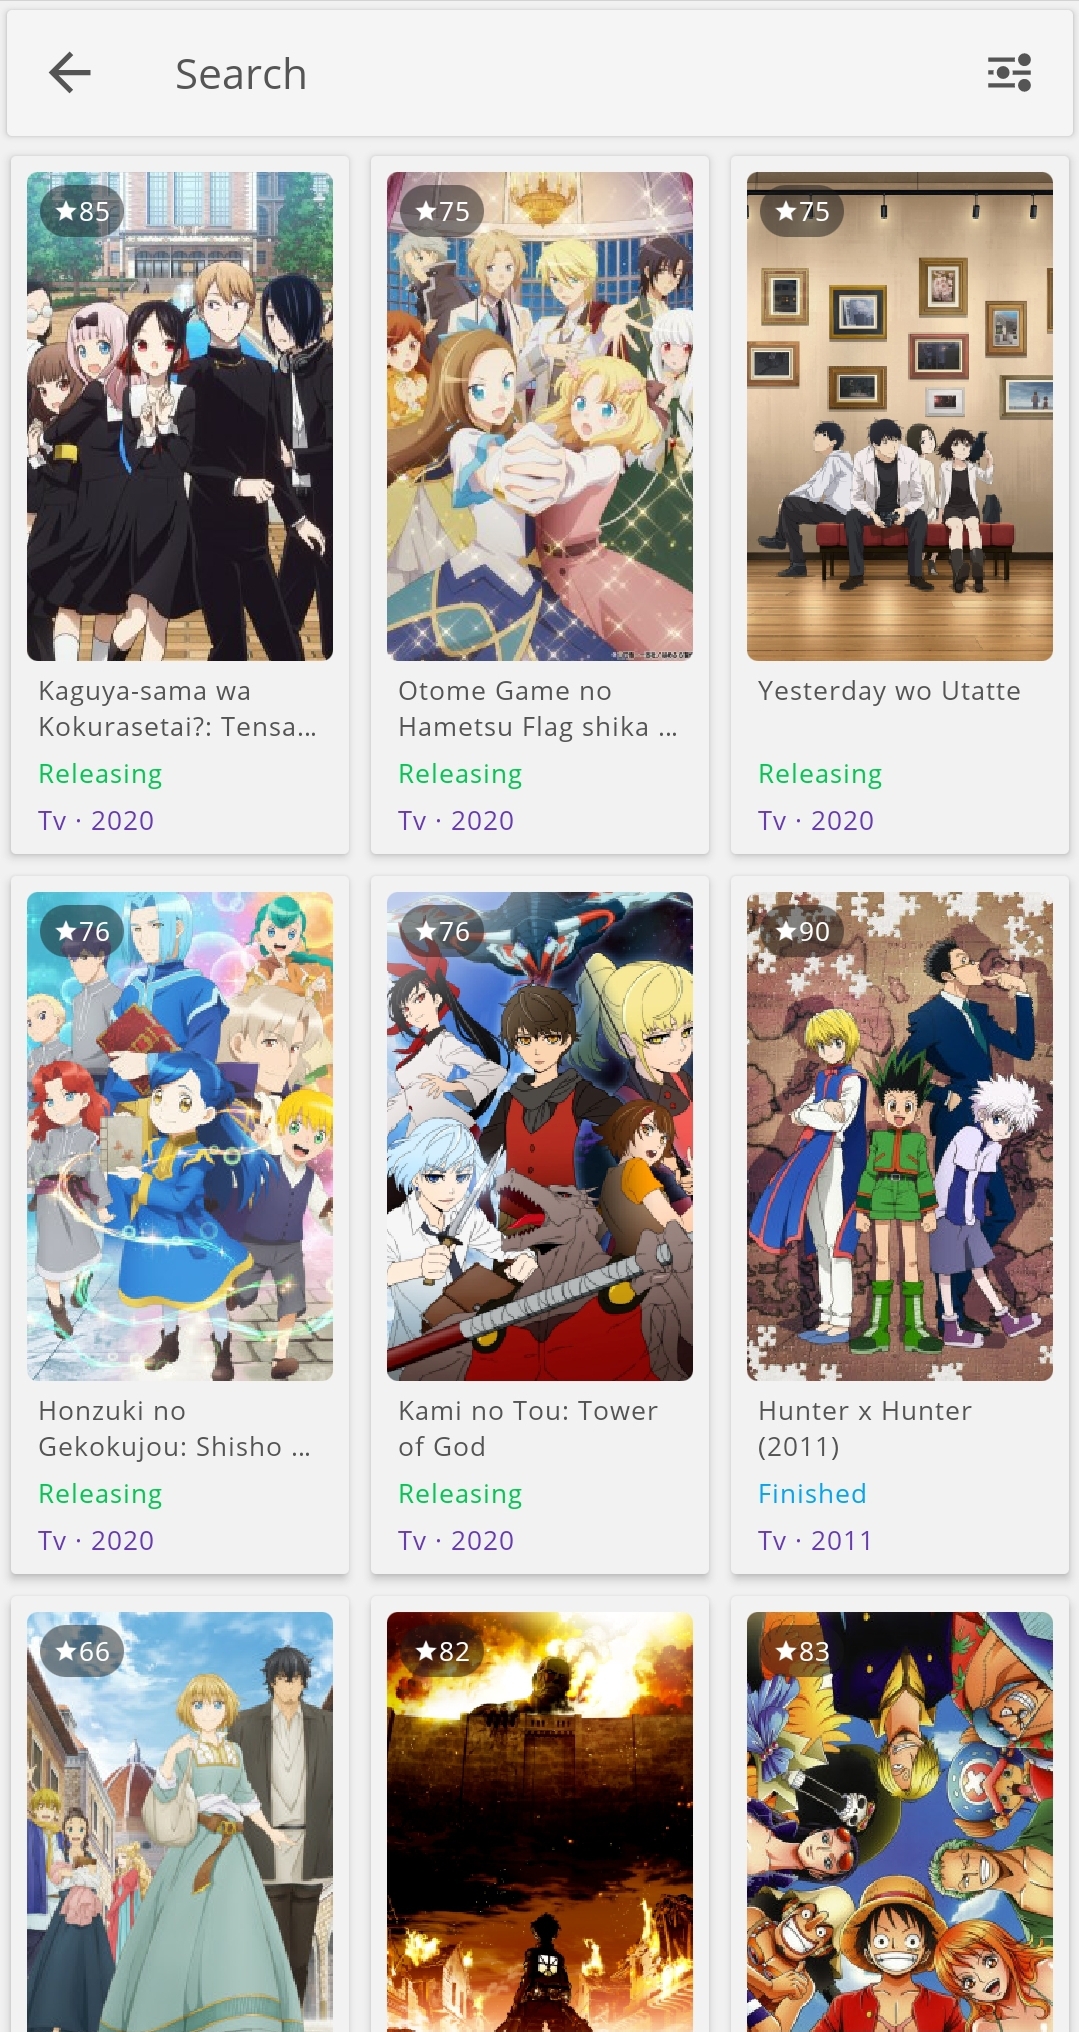 Search
★85
★75
★75
Kaguya-sama wa
Kokurasetai?: Tensa...
Releasing
Tv · 2020
Otome Game no
Hametsu Flag shika ...
Releasing
Tv · 2020
Yesterday wo Utatte
Releasing
Tv · 2020
★76
★76
★90
Honzuki no
Gekokujou: Shisho ...
Releasing
Tv · 2020
Kami no Tou: Tower
of God
Releasing
Tv · 2020
Hunter x Hunter
(2011)
Finished
Tv · 2011
★66
★82
★83